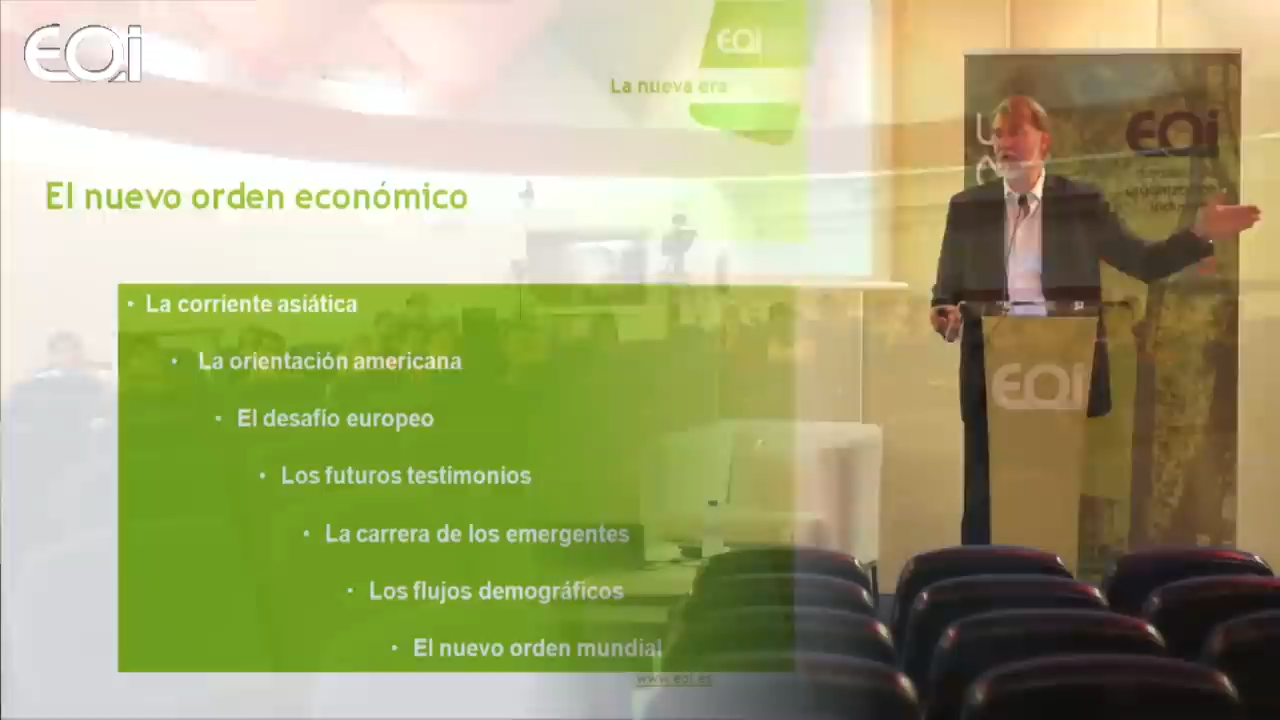 EOi
EOi
La nueva era
EOi
El nuevo orden económico
• La corriente asiática
• La orientación americana
• El desafío europeo
EOi
• Los futuros testimonios
• La carrera de los emergentes
• Los flujos demográficos
• El nuevo orden mundial
www.eoi.es